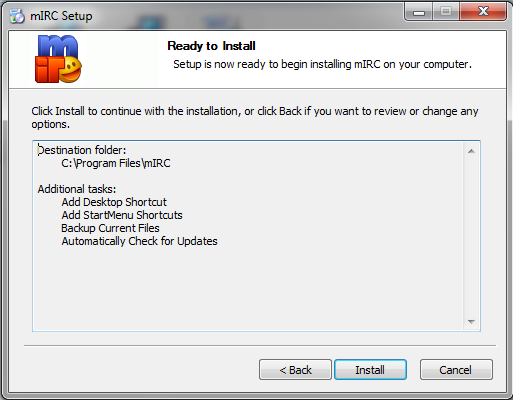 mIRC Setup
Ready to Install
Setup is now ready to begin installing mIRC on your computer.
Click Install to continue with the installation, or click Back if you want to review or change any
options.
Destination folder:
C:\Program Files\mIRC
Additional tasks:
Add Desktop Shortcut
Add StartMenu Shortcuts
Backup Current Files
Automatically Check for Updates
< Back
Install
Cancel